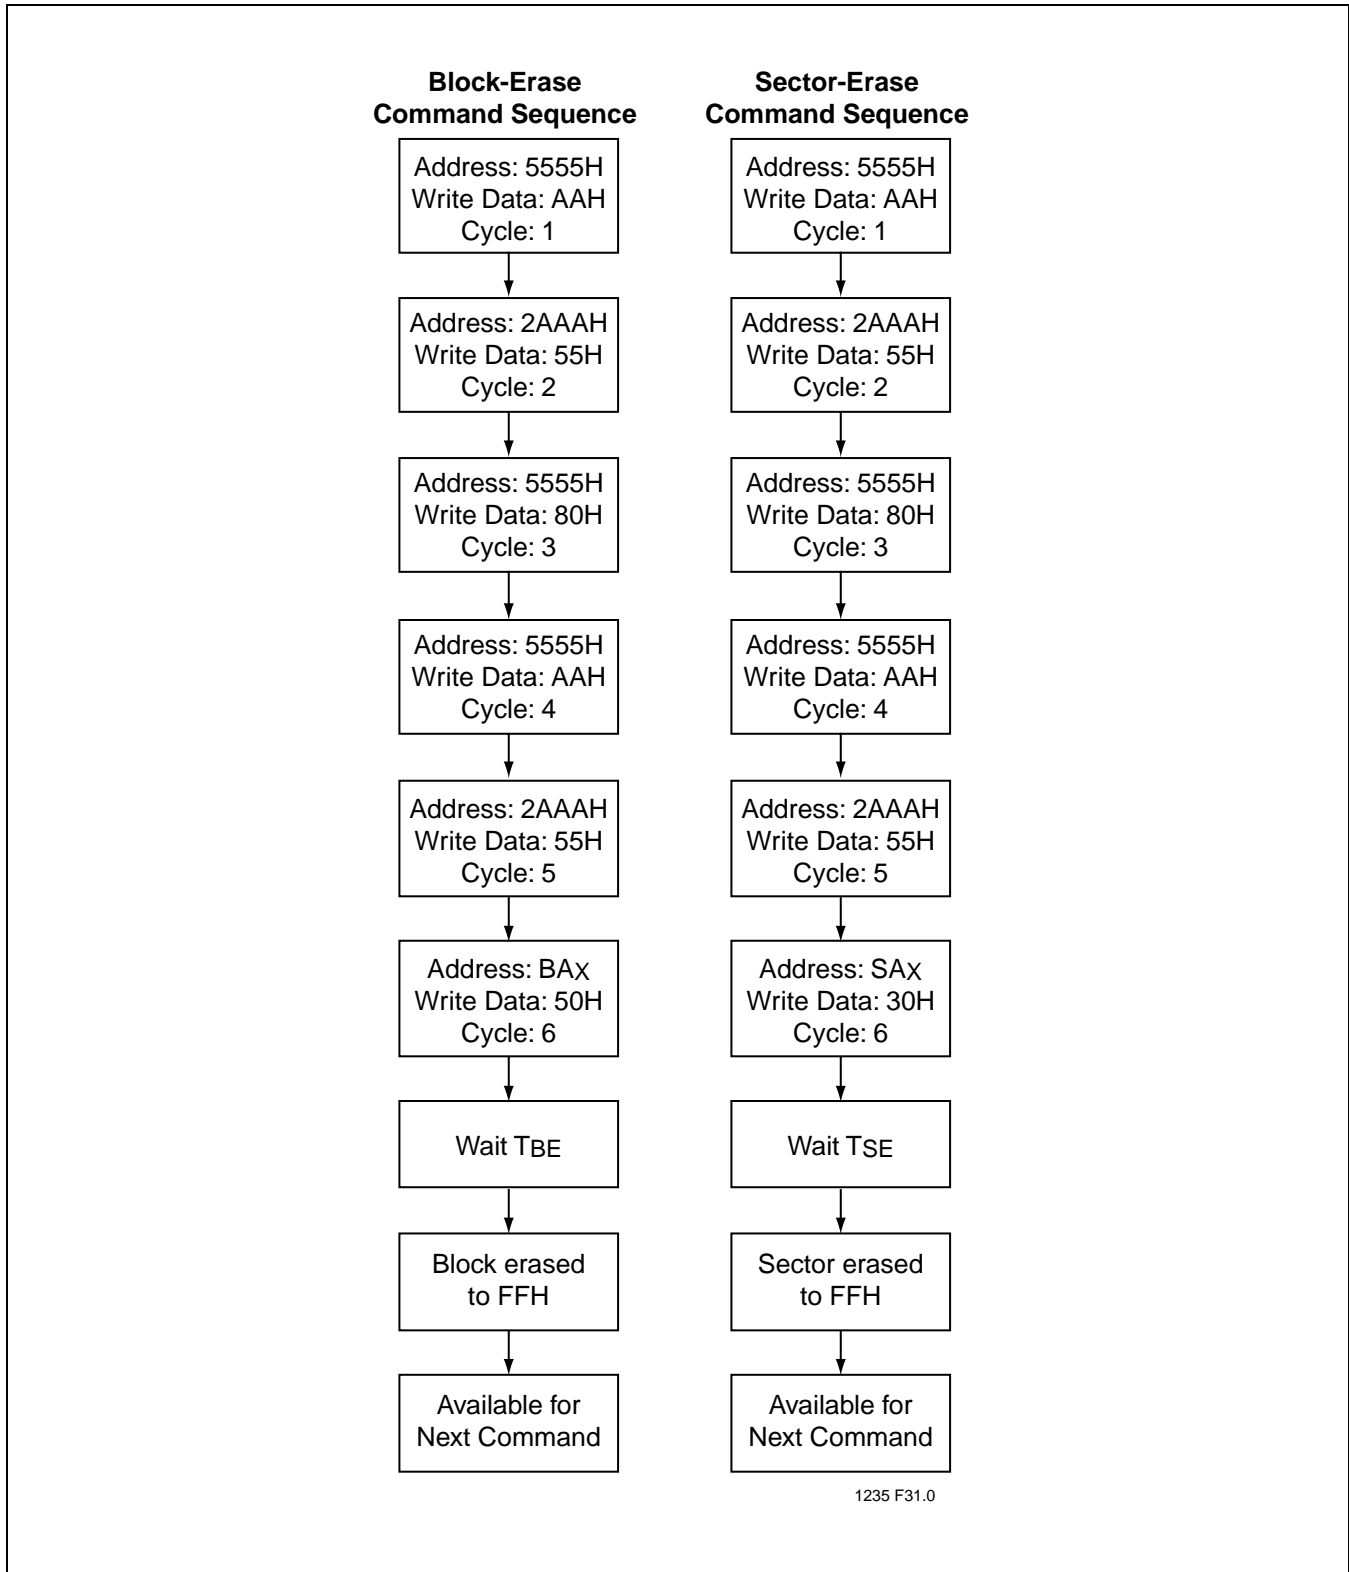 Block-Erase
Command Sequence
Address: 5555H
Write Data: AAH
Cycle: 1
Address: 2AAAH
Write Data: 55H
Cycle: 2
Address: 5555H
Write Data: 80H
Cycle: 3
Address: 5555H
Write Data: AAH
Cycle: 4
Address: 2AAAH
Write Data: 55H
Cycle: 5
Address: BAX
Write Data: 50H
Cycle: 6
Wait TBE
Block erased
to FFH
Available for
Next Command
Sector-Erase
Command Sequence
Address: 5555H
Write Data: AAH
Cycle: 1
Address: 2AAAH
Write Data: 55H
Cycle: 2
Address: 5555H
Write Data: 80H
Cycle: 3
Address: 5555H
Write Data: AAH
Cycle: 4
Address: 2AAAH
Write Data: 55H
Cycle: 5
Address: SAX
Write Data: 30H
Cycle: 6
Wait TSE
Sector erased
to FFH
Available for
Next Command
1235 F31.0